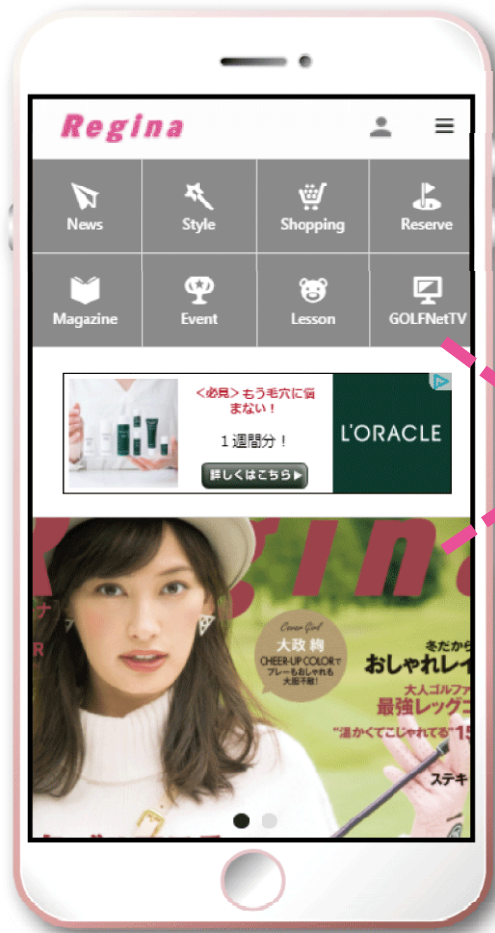 Regina
News Style Shopping Reserve
Magazine Event Lesson GOLFNetTV
<必見>もう毛穴に悩
まない！
1週間分！
詳しくはこちら▶
L'ORACLE
gina
ナ
R
Cover Girl
大政 絢
CHEER-UP COLORで
プレーもおしゃれも
大胆不敵!
冬だから
おしゃれレイ
大人ゴルファ
最強レッグコ
"温かくてこじゃれてる"15
ステキ